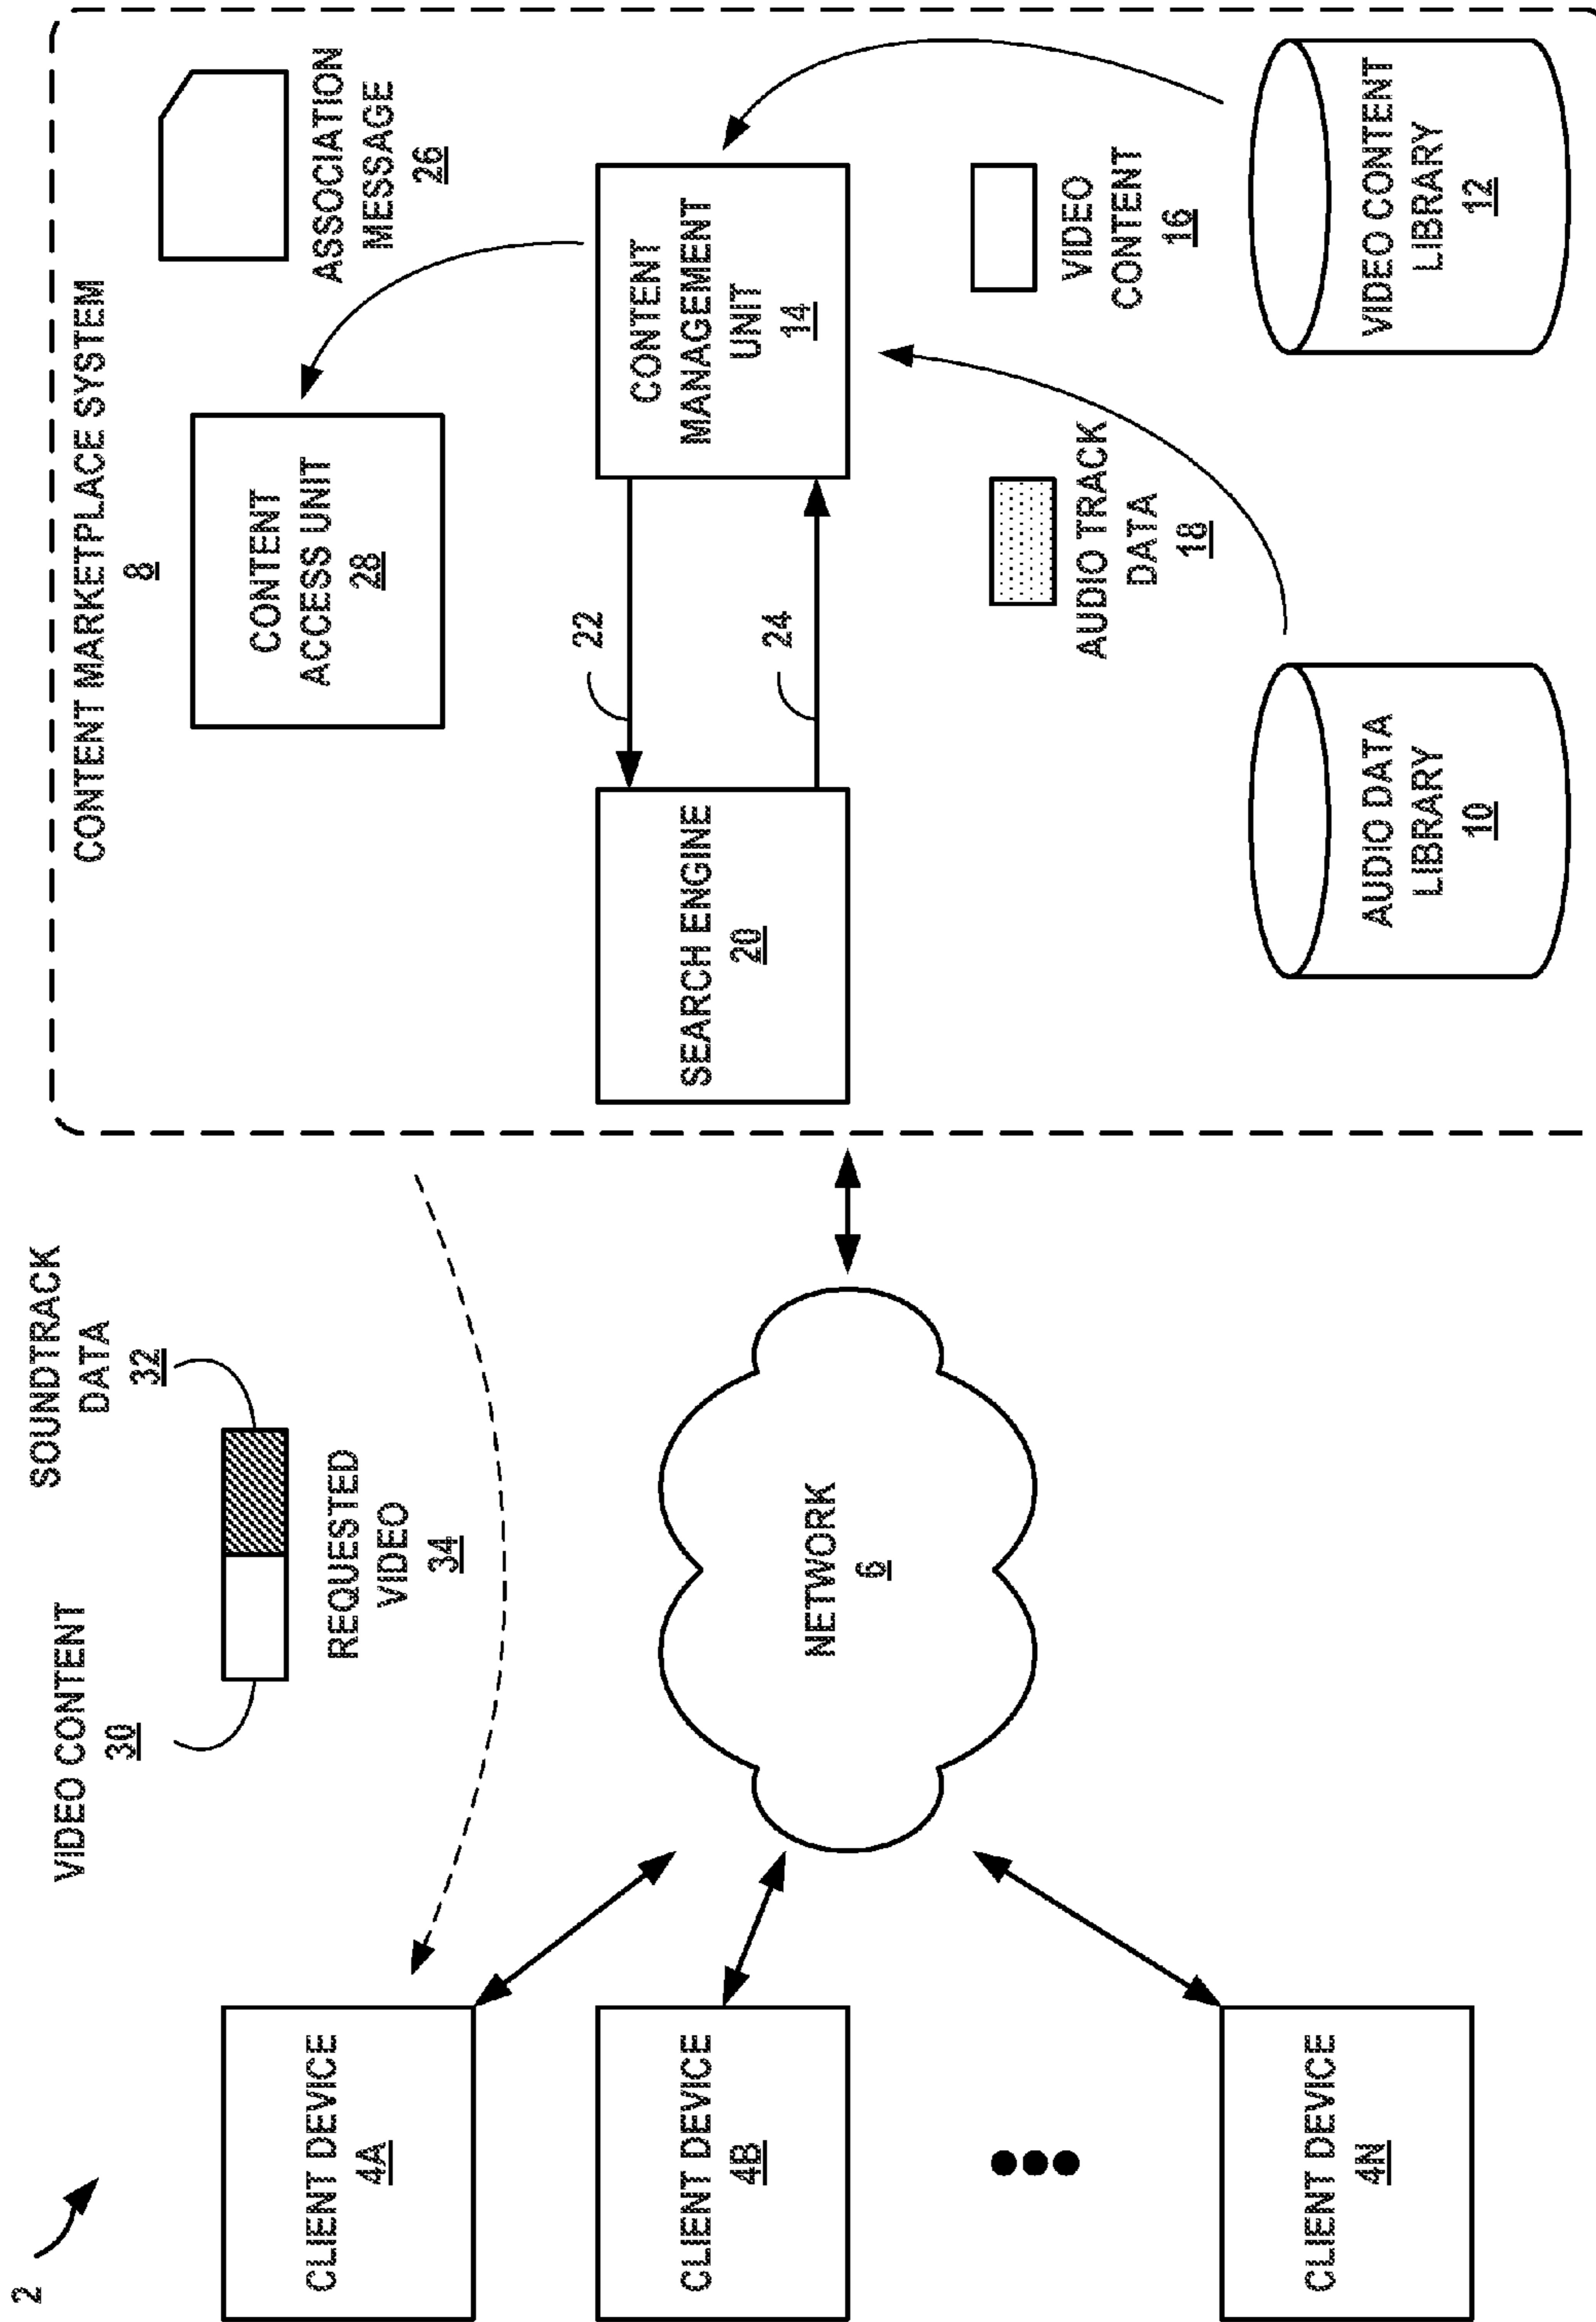 2
CLIENT DEVICE
4A
CLIENT DEVICE
4B
CLIENT DEVICE
4N
VIDEO CONTENT
30
SOUNDTRACK
DATA
32
REQUESTED
VIDEO
34
NETWORK
6
CONTENT MARKETPLACE SYSTEM
8
CONTENT
ACCESS UNIT
28
ASSOCIATION
MESSAGE
26
SEARCH ENGINE
20
22
24
CONTENT
MANAGEMENT
UNIT
14
AUDIO TRACK
DATA
18
VIDEO
CONTENT
16
AUDIO DATA
LIBRARY
10
VIDEO CONTENT
LIBRARY
12